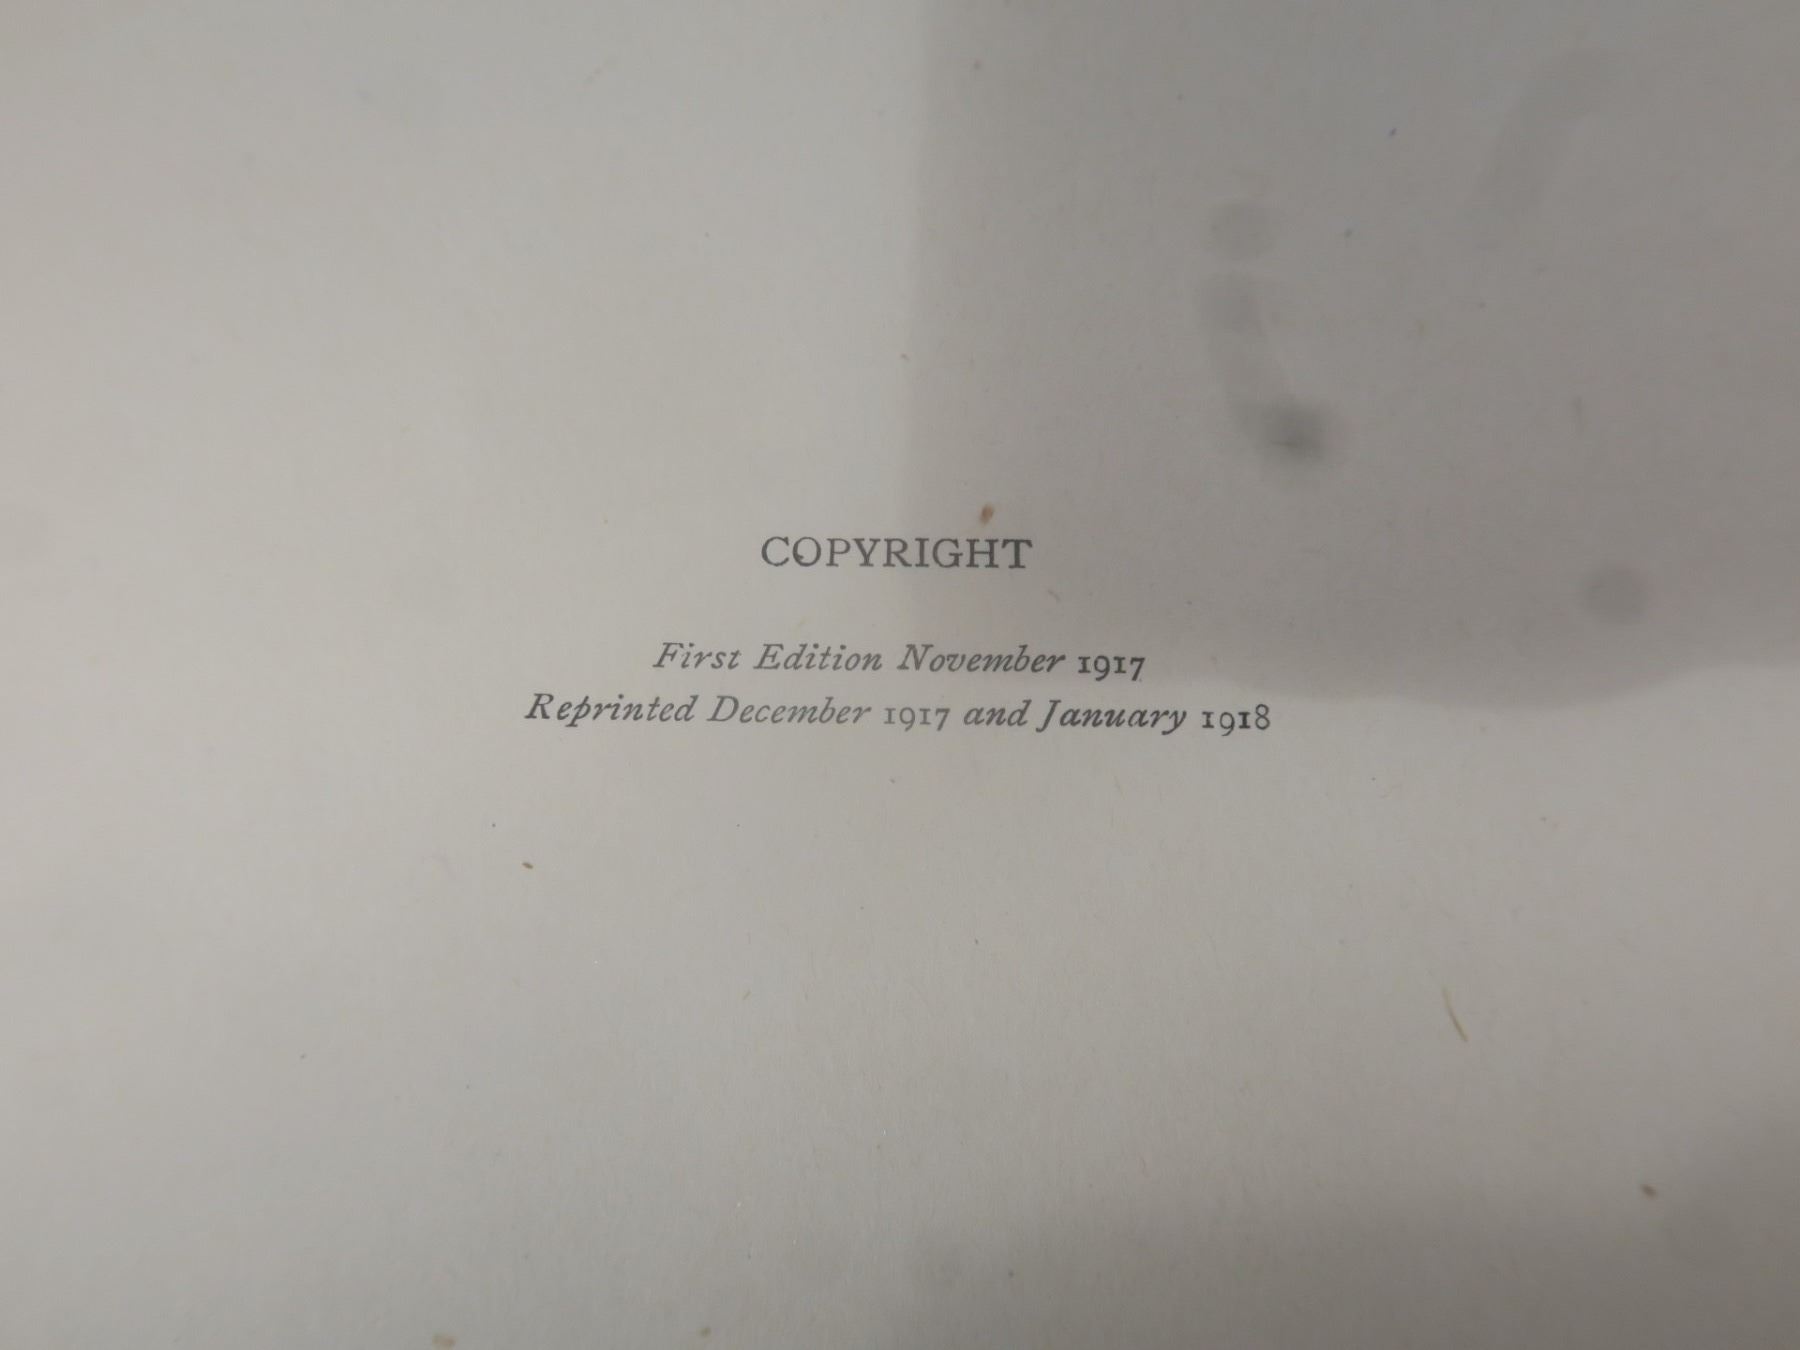 COPYRIGHT
First Edition November 1917
Reprinted December 1917 and January 1918